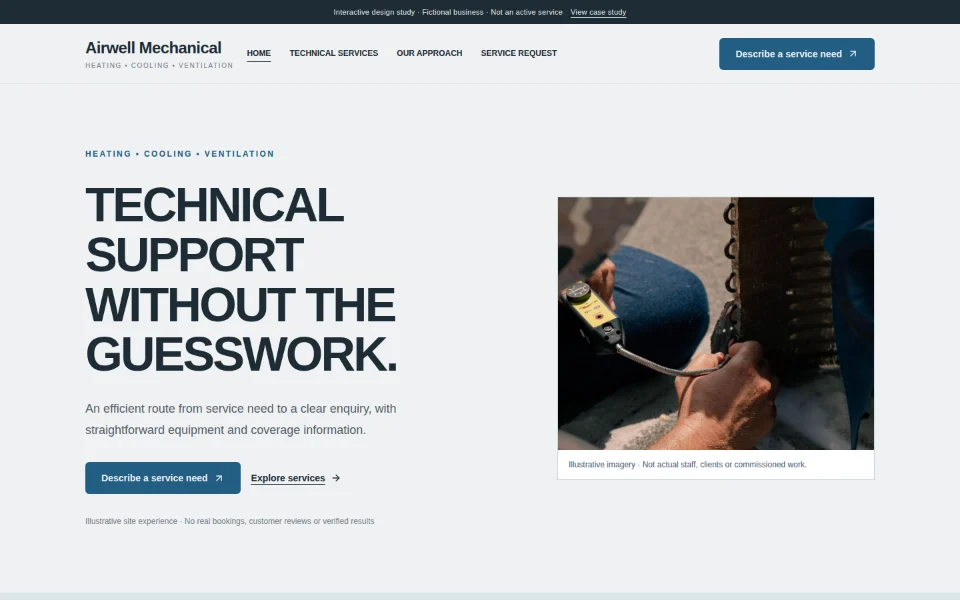 Interactive design study · Fictional business · Not an active service View case study
Airwell Mechanical
HEATING • COOLING • VENTILATION
HOME
TECHNICAL SERVICES
OUR APPROACH
SERVICE REQUEST
Describe a service need
HEATING • COOLING • VENTILATION
TECHNICAL
SUPPORT
WITHOUT THE
GUESSWORK.
An efficient route from service need to a clear enquiry, with
straightforward equipment and coverage information.
Describe a service need
Explore services
Illustrative site experience · No real bookings, customer reviews or verified results
Illustrative imagery · Not actual staff, clients or commissioned work.